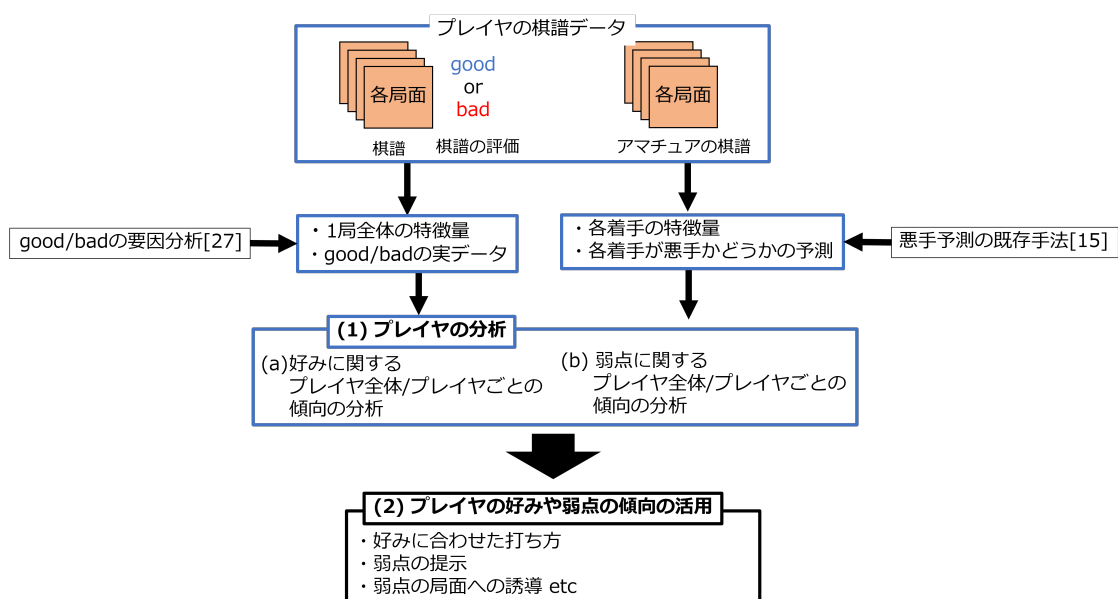 プレイヤの棋譜データ
各局面
good
or
bad
棋譜
棋譜の評価
各局面
アマチュアの棋譜
good/badの要因分析[27]
・1局全体の特徴量
・good/badの実データ
・各着手の特徴量
・各着手が悪手かどうかの予測
悪手予測の既存手法[15]
(1) プレイヤの分析
(a)好みに関する
プレイヤ全体/プレイヤごとの
傾向の分析
(b) 弱点に関する
プレイヤ全体/プレイヤごとの
傾向の分析
(2) プレイヤの好みや弱点の傾向の活用
・好みに合わせた打ち方
・弱点の提示
・弱点の局面への誘導 etc